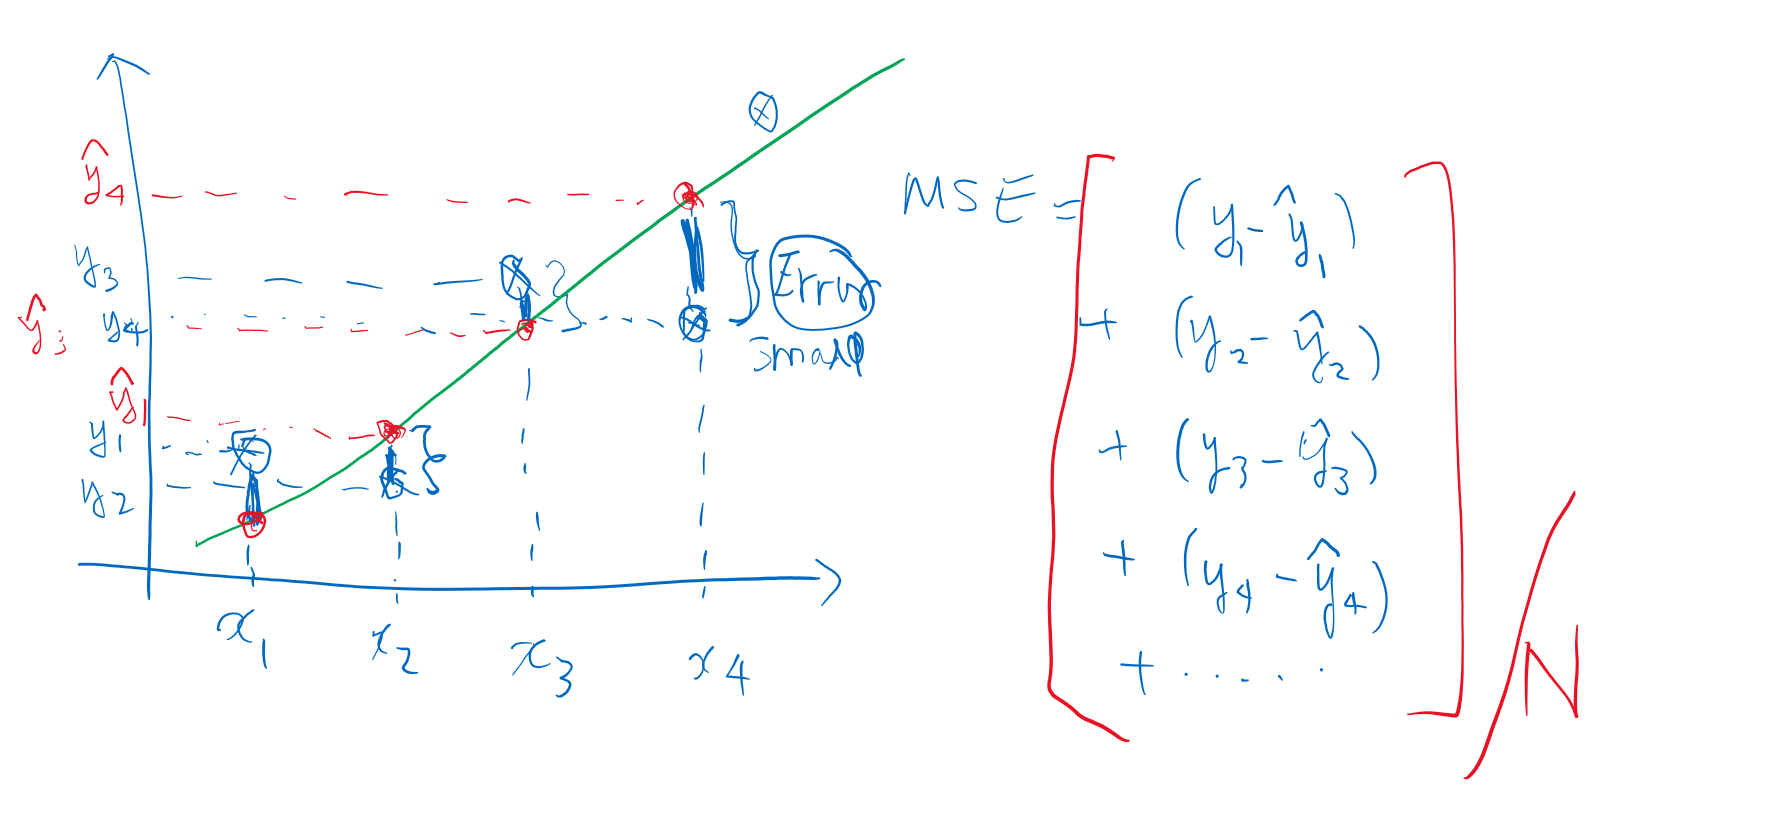 ŷ4
y3
ŷ3
y4
ŷ1
y1
y2
x1
x2
x3
x4
Error
small
MSE =
(y1 - ŷ1)
+ (y2 - ŷ2)
+ (y3 - ŷ3)
+ (y4 - ŷ4)
+ .....
/ N